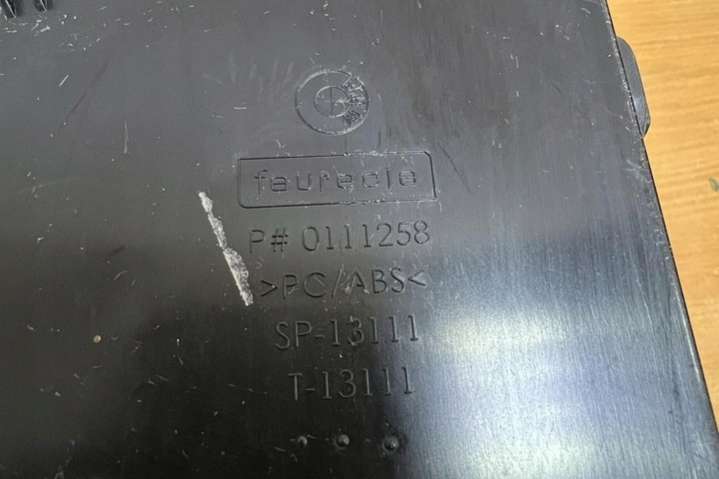 faurecia
P# 0111258
>PC/ABS<
SP-13111
T-13111